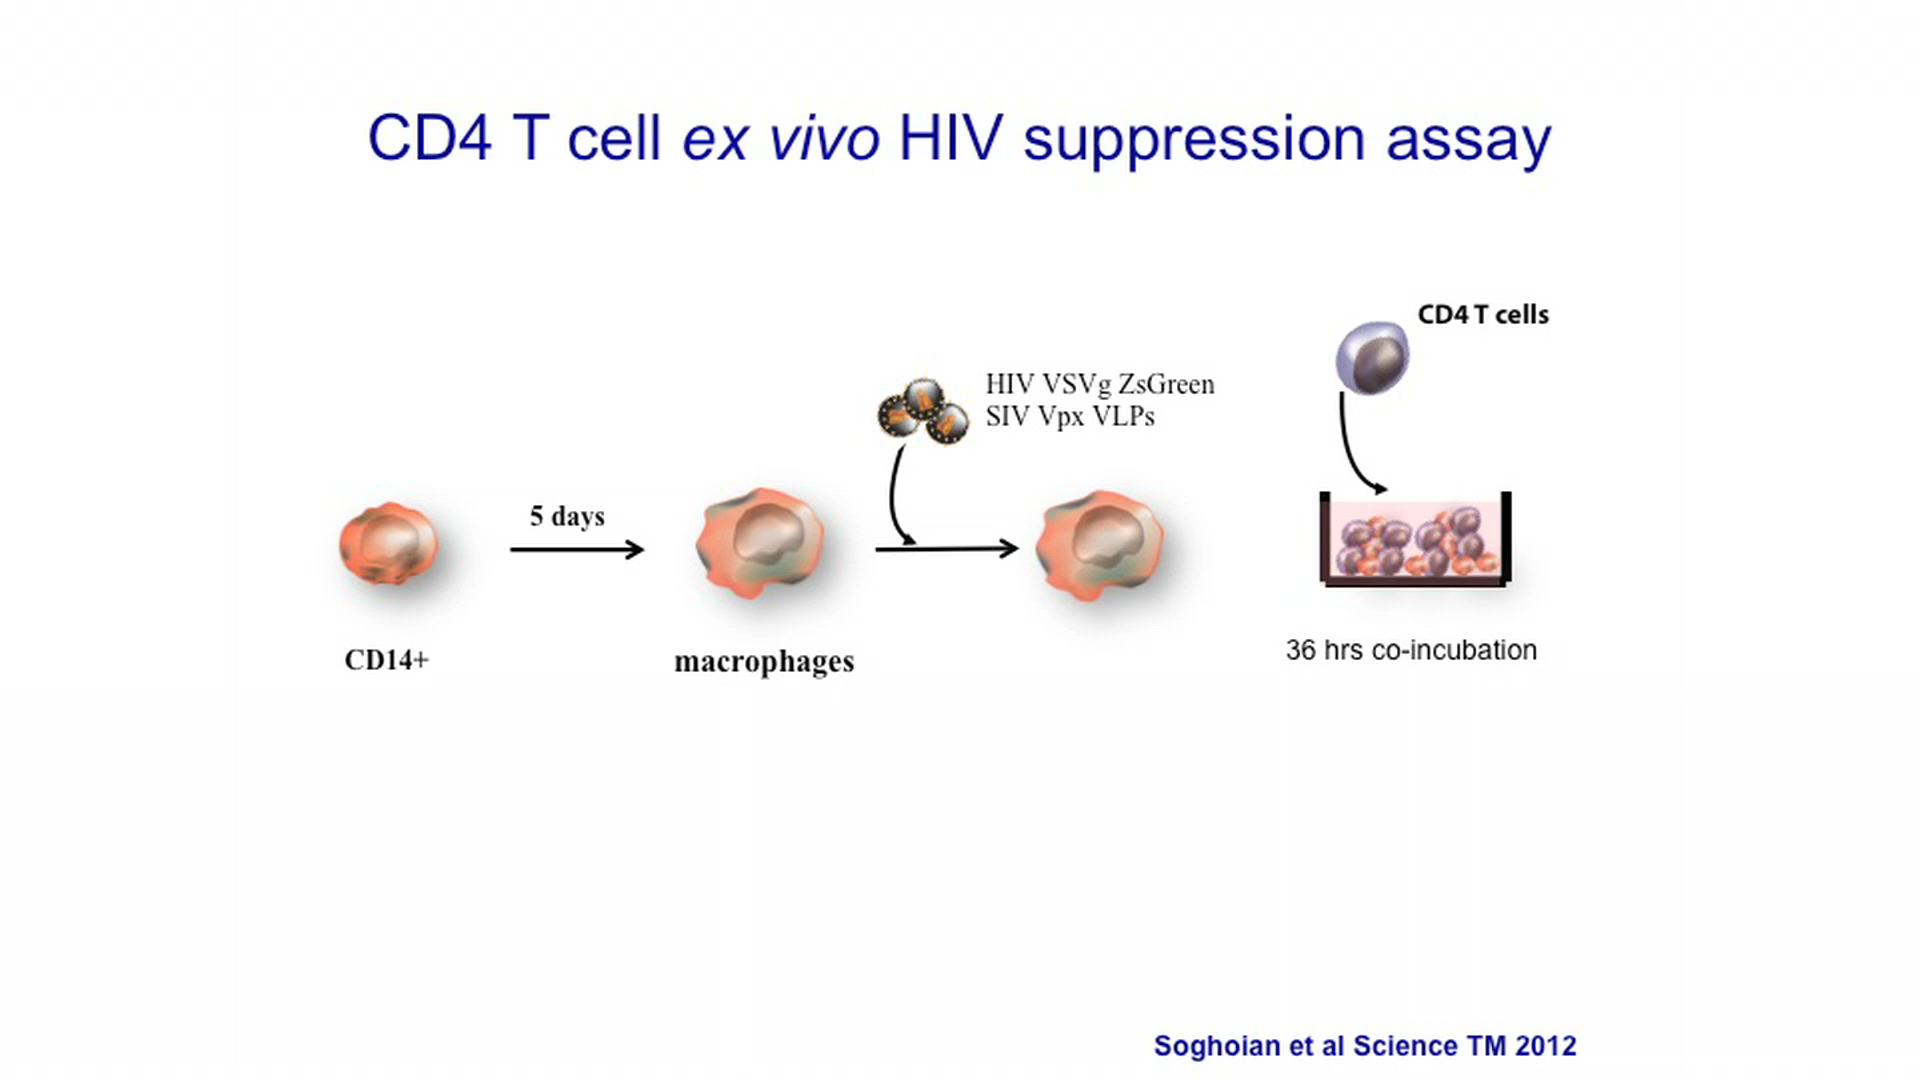 CD4 T cell ex vivo HIV suppression assay
CD4 T cells
HIV VSVg ZsGreen
SIV Vpx VLPs
5 days
CD14+
macrophages
36 hrs co-incubation
Soghoian et al Science TM 2012